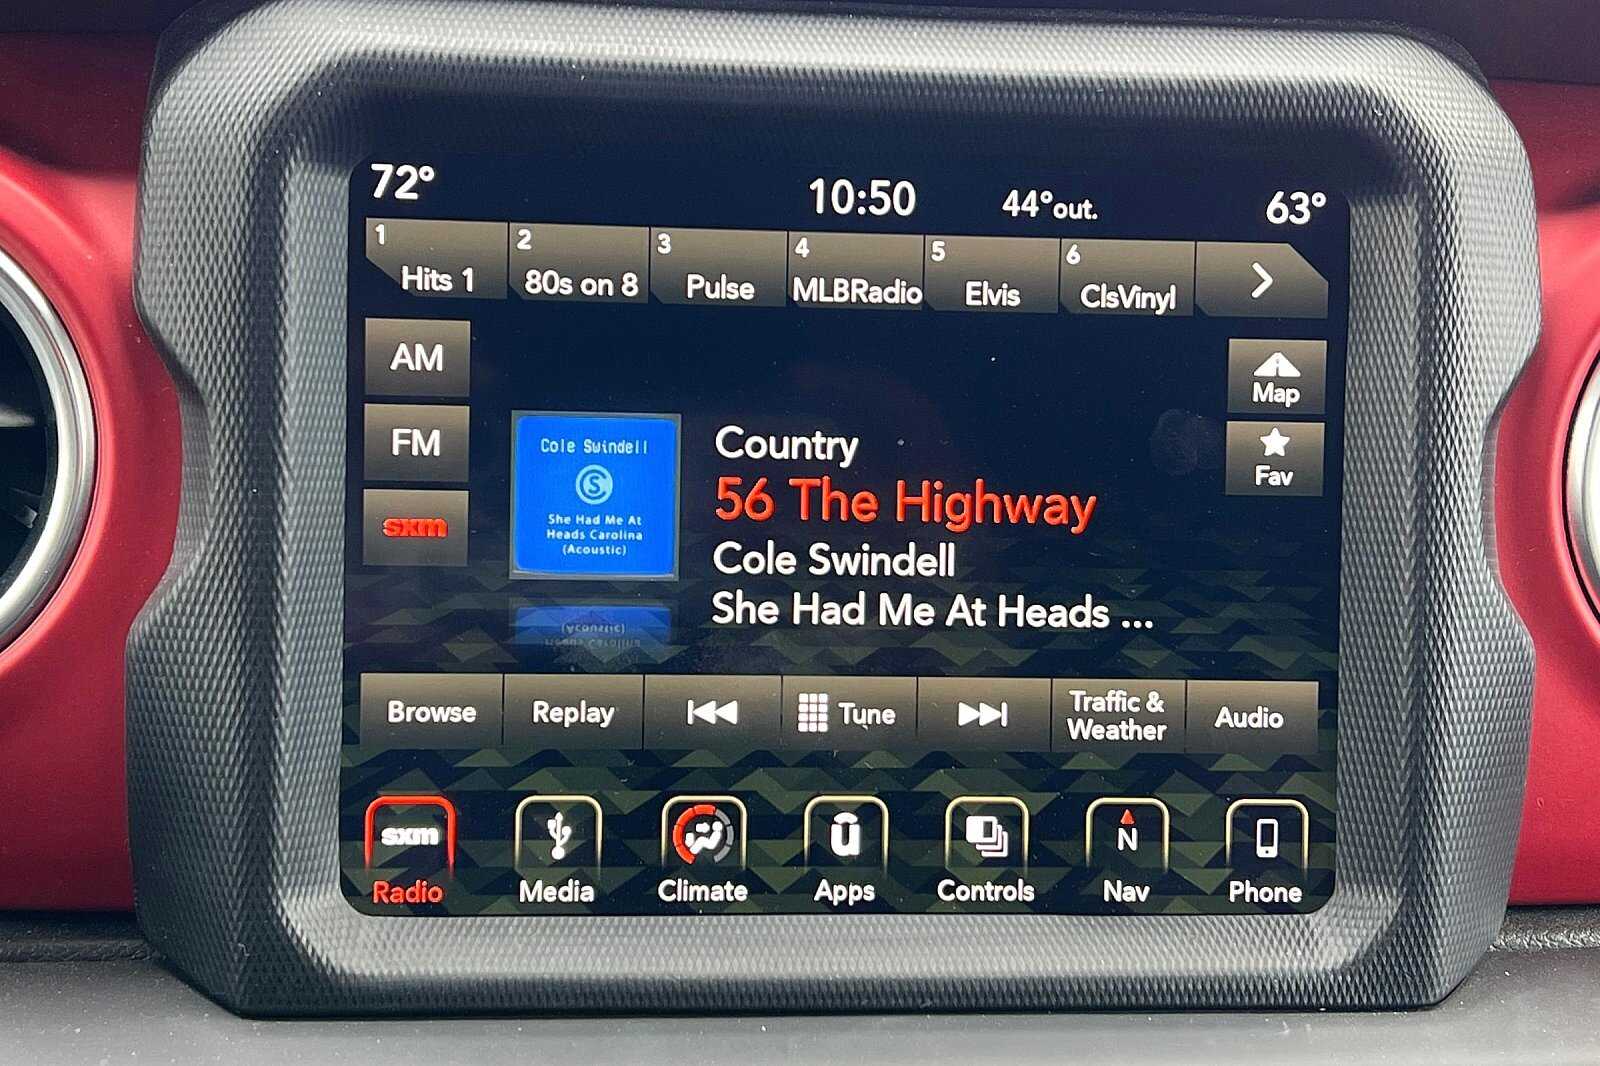 72° 10:50 44°out. 63°
1 Hits 1 2 80s on 8 3 Pulse 4 MLBRadio 5 Elvis 6 ClsVinyl
AM
FM
sxm
Cole Swindell
CS
She Had Me At
Heads Carolina
(Acoustic)
Country
56 The Highway
Cole Swindell
She Had Me At Heads ...
Map
Fav
Browse Replay Tune Traffic &
Weather Audio
sxm N
Radio Media Climate Apps Controls Nav Phone